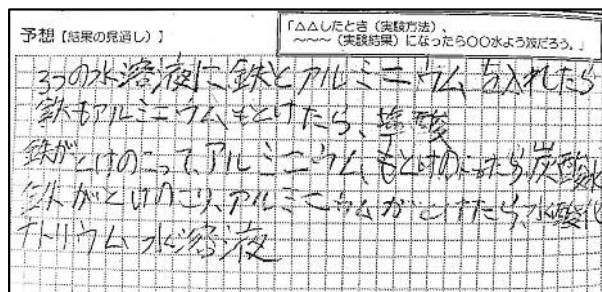 予想【結果の見通し】
「△△したとき（実験方法）、
～～～（実験結果）になったら〇〇水よう液だろう。」
3つの水溶液に、鉄とアルミニウムを入れたら
鉄もアルミニウムもとけたら、塩酸
鉄がとけのこって、アルミニウムもとけのこったら、炭酸水
鉄がとけのこり、アルミニウムがとけたら、水酸化
ナトリウム水溶液